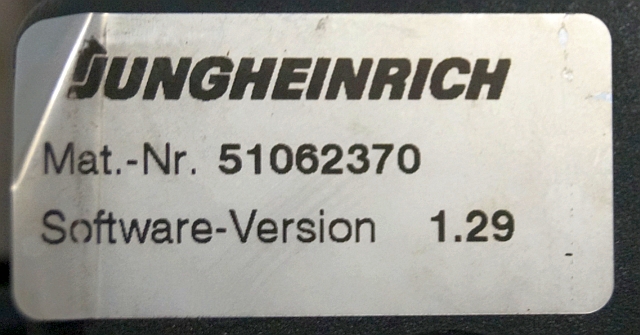 JUNGHEINRICH
Mat.-Nr. 51062370
Software-Version 1.29